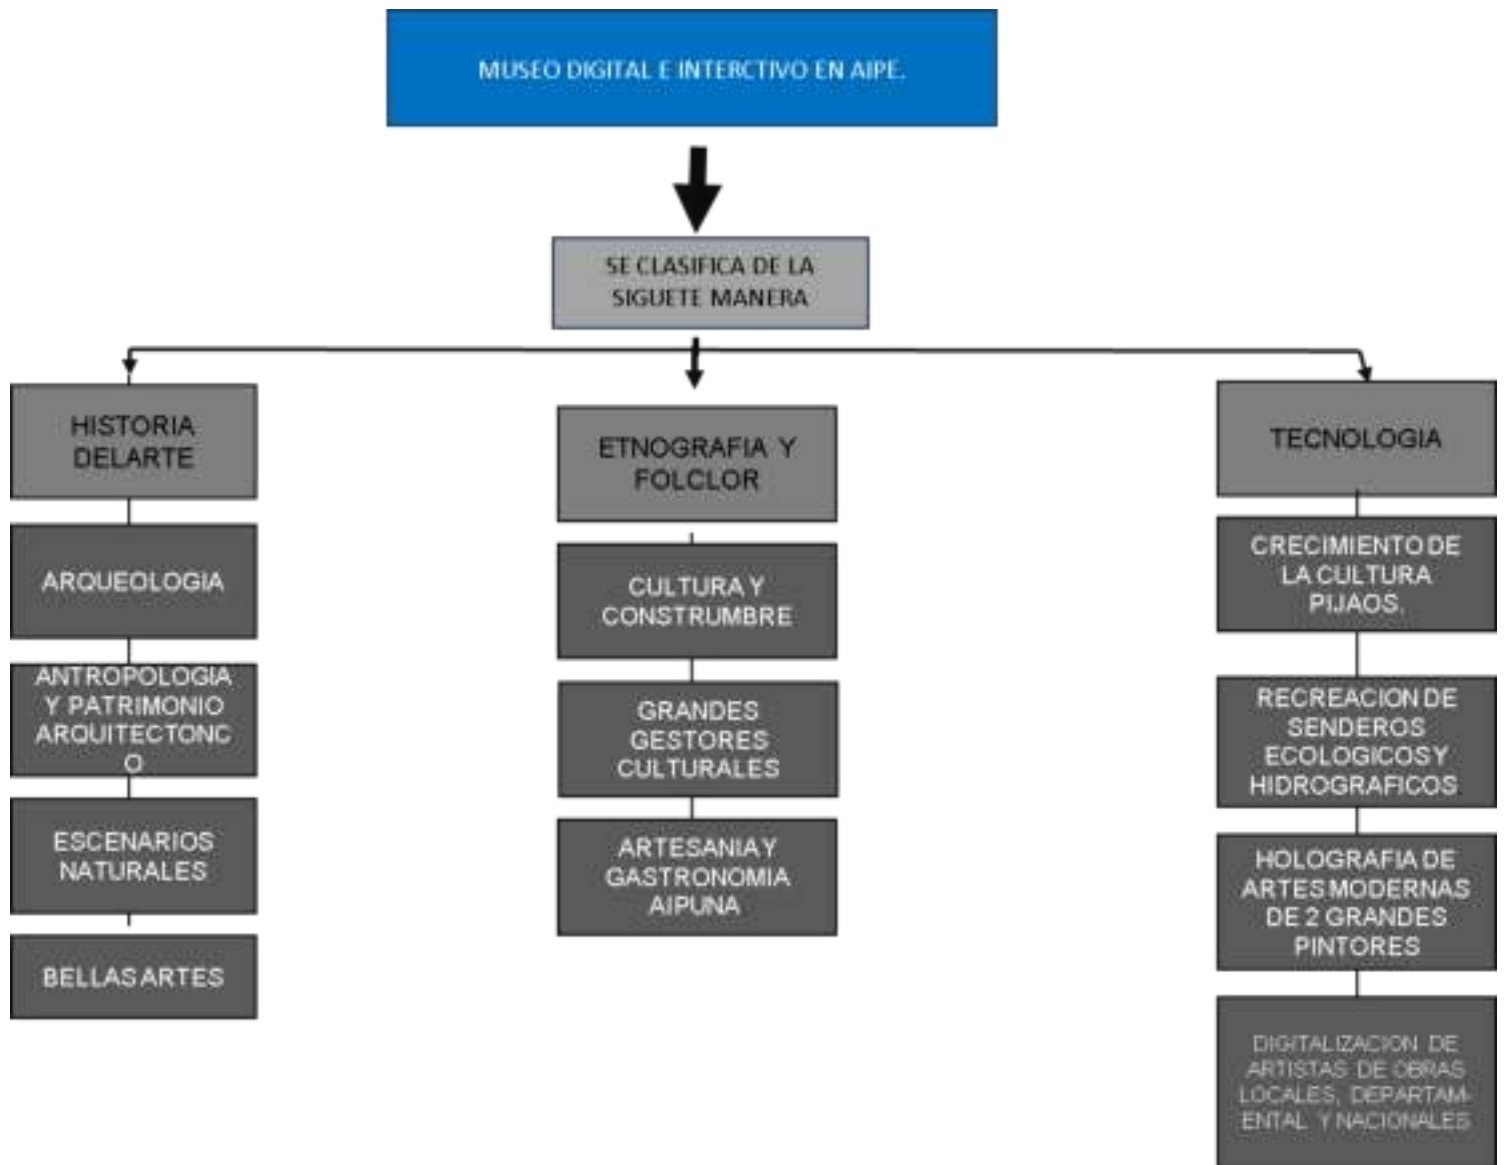 MUSEO DIGITAL E INTERCTIVO EN AIPE.
SE CLASIFICA DE LA
SIGUETE MANERA
HISTORIA
DELARTE
ARQUEOLOGIA
ANTROPOLOGIA
Y PATRIMONIO
ARQUITECTONC
O
ESCENARIOS
NATURALES
BELLAS ARTES
ETNOGRAFIA Y
FOLCLOR
CULTURA Y
CONSTRUMBRE
GRANDES
GESTORES
CULTURALES
ARTESANIA Y
GASTRONOMIA
AIPUNA
TECNOLOGIA
CRECIMIENTO DE
LA CULTURA
PIJAOS.
RECREACION DE
SENDEROS
ECOLOGICOS Y
HIDROGRAFICOS
HOLOGRAFIA DE
ARTES MODERNAS
DE 2 GRANDES
PINTORES
DIGITALIZACION DE
ARTISTAS DE OBRAS
LOCALES, DEPARTAM-
ENTAL Y NACIONALES